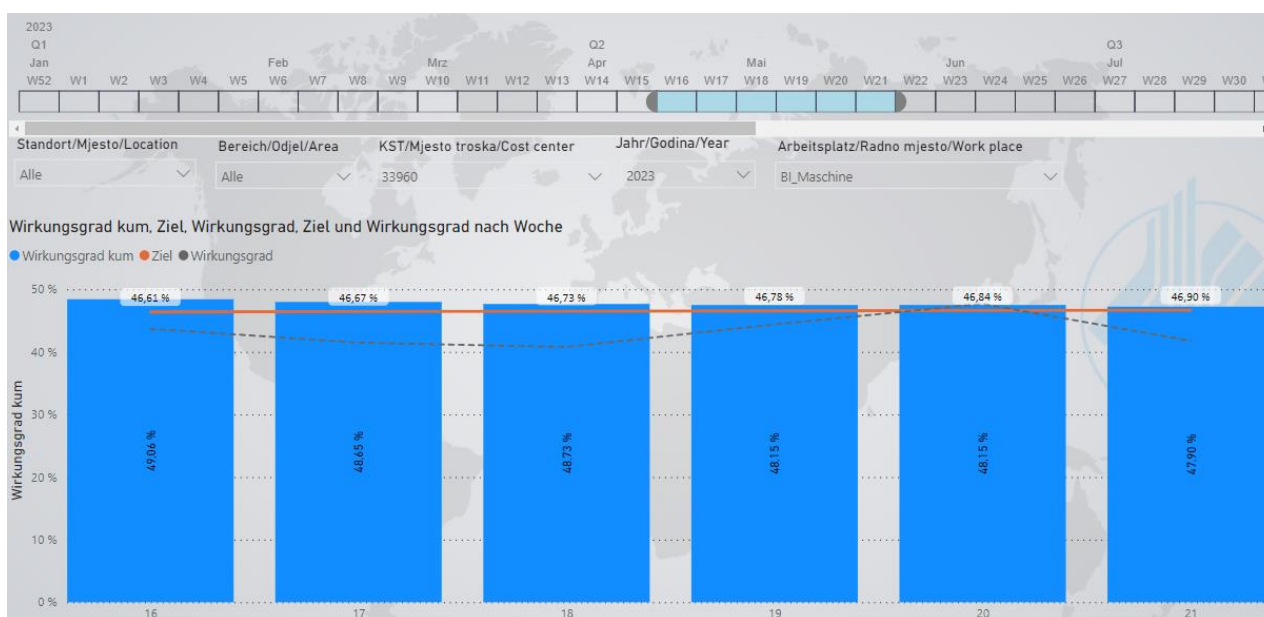 2023
Q1 Q2 Q3
Jan Feb Mrz Apr Mai Jun Jul
W52 W1 W2 W3 W4 W5 W6 W7 W8 W9 W10 W11 W12 W13 W14 W15 W16 W17 W18 W19 W20 W21 W22 W23 W24 W25 W26 W27 W28 W29 W30
Standort/Mjesto/Location Bereich/Odjel/Area KST/Mjesto troska/Cost center Jahr/Godina/Year Arbeitsplatz/Radno mjesto/Work place
Alle Alle 33960 2023 BI_Maschine
Wirkungsgrad kum, Ziel, Wirkungsgrad, Ziel und Wirkungsgrad nach Woche
Wirkungsgrad kum Ziel Wirkungsgrad
Wirkungsgrad kum
50 %
46,61 % 46,67 % 46,73 % 46,78 % 46,84 % 46,90 %
40 %
30 %
49,06 % 48,65 % 48,73 % 48,15 % 48,15 % 47,90 %
20 %
10 %
0 %
16 17 18 19 20 21